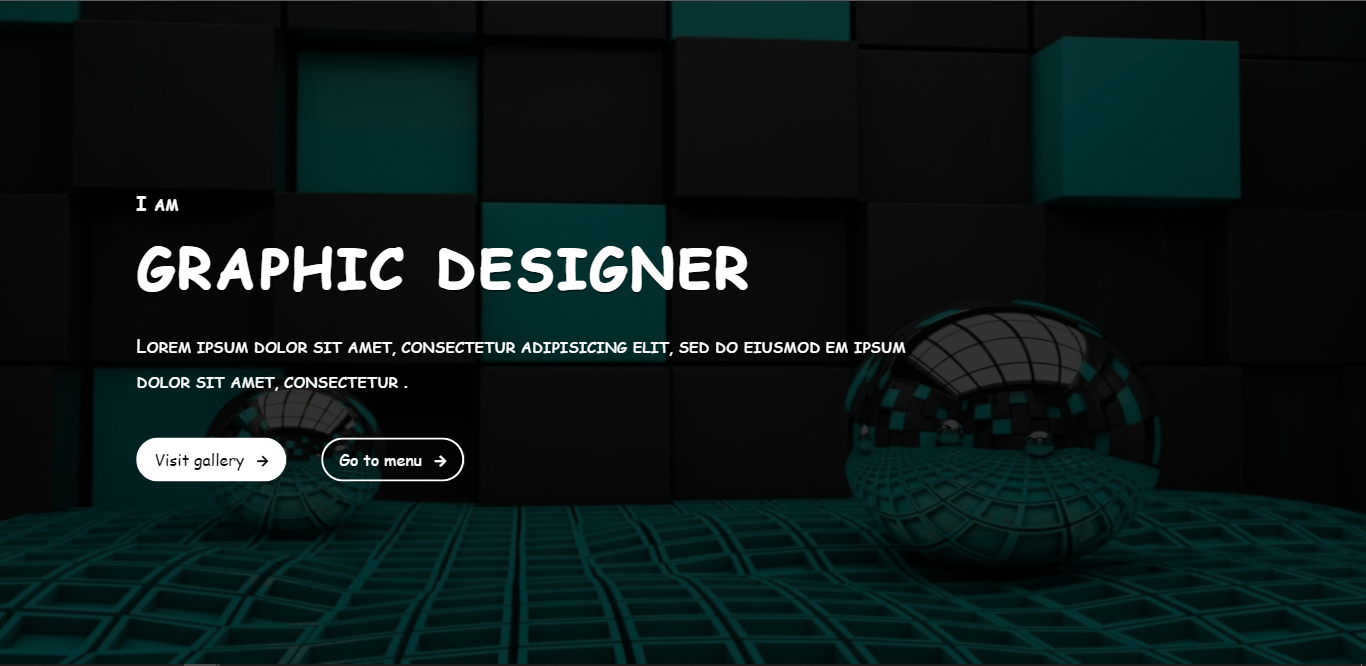 I am
GRAPHIC DESIGNER
Lorem ipsum dolor sit amet, consectetur adipisicing elit, sed do eiusmod em ipsum
dolor sit amet, consectetur .
Visit gallery →
Go to menu →